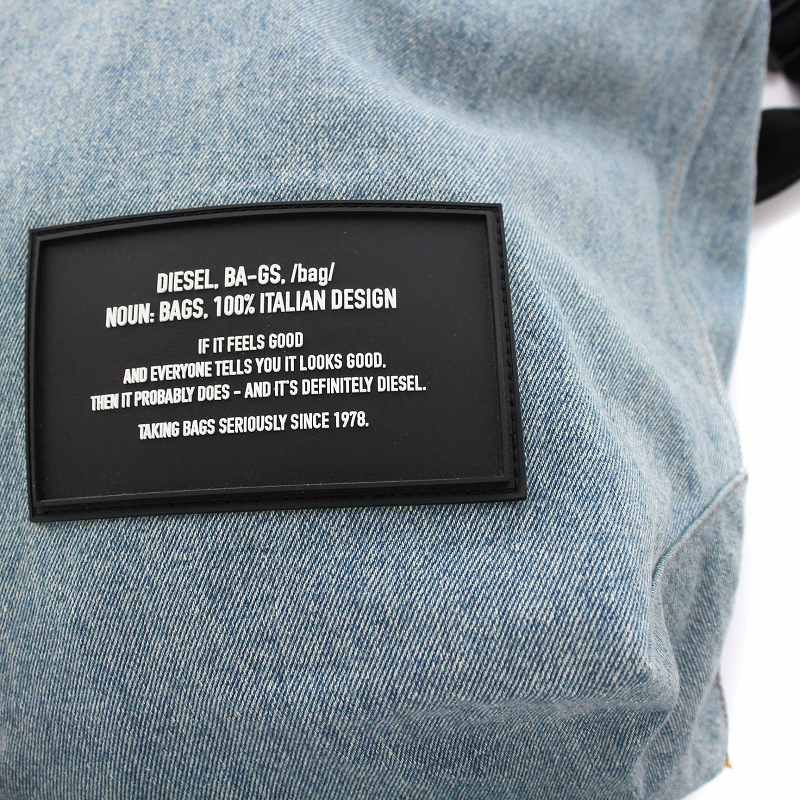 DIESEL, BA-GS, /bag/
NOUN: BAGS, 100% ITALIAN DESIGN
IF IT FEELS GOOD
AND EVERYONE TELLS YOU IT LOOKS GOOD,
THEN IT PROBABLY DOES - AND IT'S DEFINITELY DIESEL.
TAKING BAGS SERIOUSLY SINCE 1978.